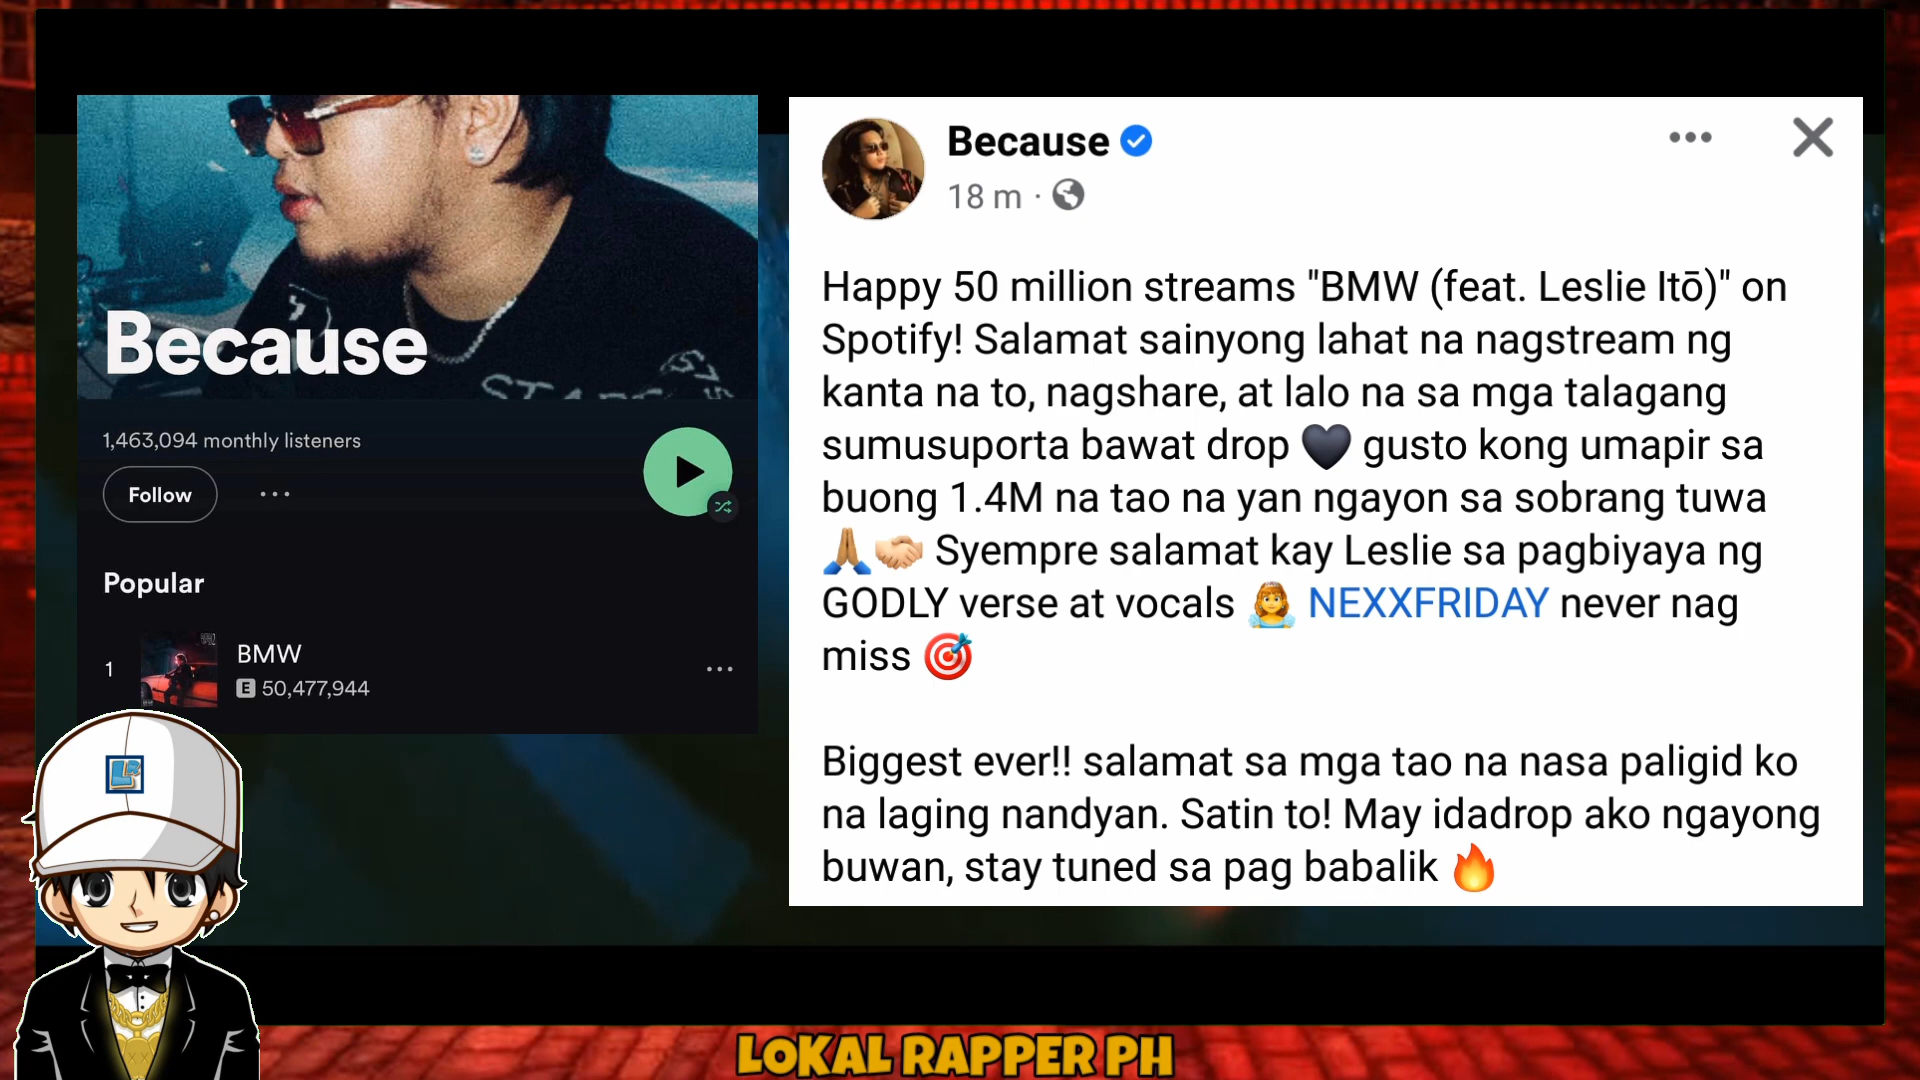 Because
1,463,094 monthly listeners
Follow
Popular
1
BMW
E 50,477,944
Because
18 m ·
Happy 50 million streams "BMW (feat. Leslie Itō)" on
Spotify! Salamat sainyong lahat na nagstream ng
kanta na to, nagshare, at lalo na sa mga talagang
sumusuporta bawat drop 🖤 gusto kong umapir sa
buong 1.4M na tao na yan ngayon sa sobrang tuwa
🙏🏽🤝🏻 Syempre salamat kay Leslie sa pagbiyaya ng
GODLY verse at vocals 👸 NEXXFRIDAY never nag
miss 🎯
Biggest ever!! salamat sa mga tao na nasa paligid ko
na laging nandyan. Satin to! May idadrop ako ngayong
buwan, stay tuned sa pag babalik 🔥
LOKAL RAPPER PH